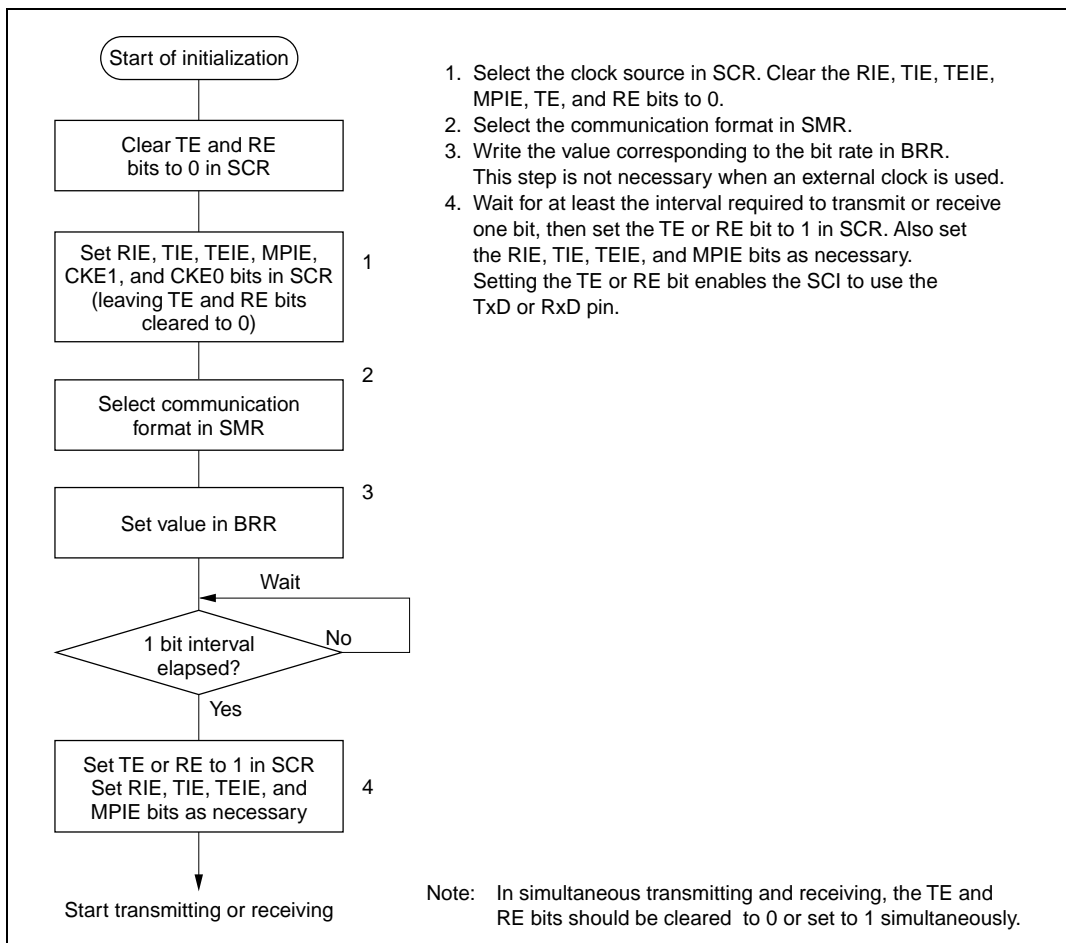 Start of initialization
Clear TE and RE
bits to 0 in SCR
Set RIE, TIE, TEIE, MPIE,
CKE1, and CKE0 bits in SCR
(leaving TE and RE bits
cleared to 0)
1
2
Select communication
format in SMR
3
Set value in BRR
Wait
1 bit interval
elapsed?
No
Yes
Set TE or RE to 1 in SCR
Set RIE, TIE, TEIE, and
MPIE bits as necessary
4
Start transmitting or receiving
1. Select the clock source in SCR. Clear the RIE, TIE, TEIE,
MPIE, TE, and RE bits to 0.
2. Select the communication format in SMR.
3. Write the value corresponding to the bit rate in BRR.
This step is not necessary when an external clock is used.
4. Wait for at least the interval required to transmit or receive
one bit, then set the TE or RE bit to 1 in SCR. Also set
the RIE, TIE, TEIE, and MPIE bits as necessary.
Setting the TE or RE bit enables the SCI to use the
TxD or RxD pin.
Note: In simultaneous transmitting and receiving, the TE and
RE bits should be cleared to 0 or set to 1 simultaneously.